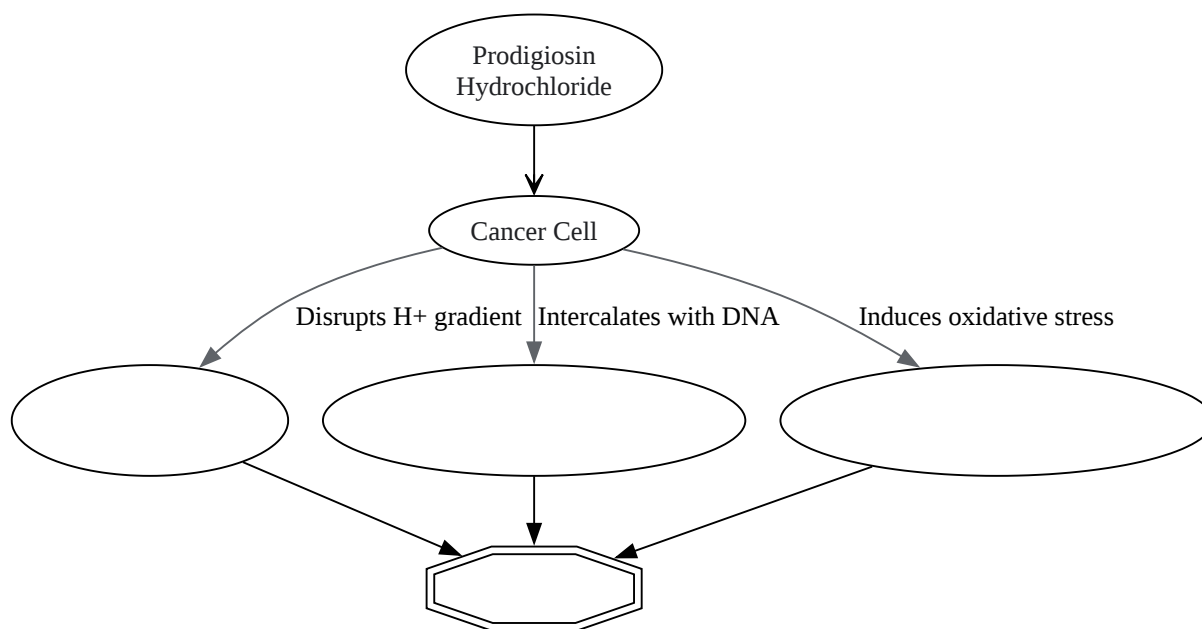 Prodigiosin
Hydrochloride
Cancer Cell
Disrupts H+ gradient
Intercalates with DNA
Induces oxidative stress